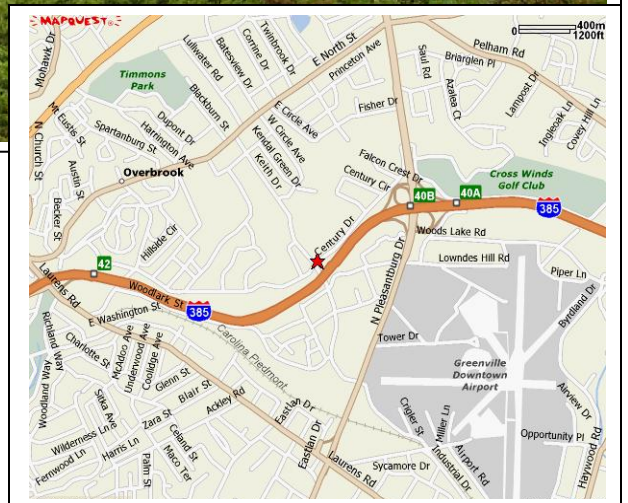 MAPQUEST
400m
0
1200ft
Mohawk Dr
Timmons
Park
Lullwater Rd
Batesview Dr
Corrine Dr
Twinbrook Dr
E North St
Princeton Ave
Pelham Rd
Saul Rd
Briarglen Pl
Azalea Ct
Lampost Dr
Ingleoak Ln
Covey Hill Ln
N Church St
Mt Eustis St
Spartanburg St
Dupont Dr
Harrington Ave
Blackburn St
E Circle Ave
W Circle Ave
Kendal Green Dr
Keith Dr
Fisher Dr
Falcon Crest Dr
Century Cir
Cross Winds
Golf Club
Overbrook
Austin St
Becker St
40B
40A
385
Hillside Cir
Century Dr
Woods Lake Rd
Lowndes Hill Rd
N Pleasantburg Dr
Piper Ln
Byrdland Dr
42
Laurens Rd
Woodlark St
385
E Washington St
Carolina Piedmont
Tower Dr
Greenville
Downtown
Airport
Richland Way
Woodland Way
Charlotte St
McAdoo Ave
Underwood Ave
Coolidge Ave
Glenn St
Blair St
Ackley Rd
Sitka Ave
Zara St
Wilderness Ln
Harris Ln
Fernwood Ln
Palm St
Celand St
Maco Ter
Eastlan Dr
Eastlan Dr
Laurens Rd
Crigler St
Miller Ln
Airport Rd
Industrial Dr
Sycamore Dr
Airview Dr
Opportunity Pl
Haywood Rd